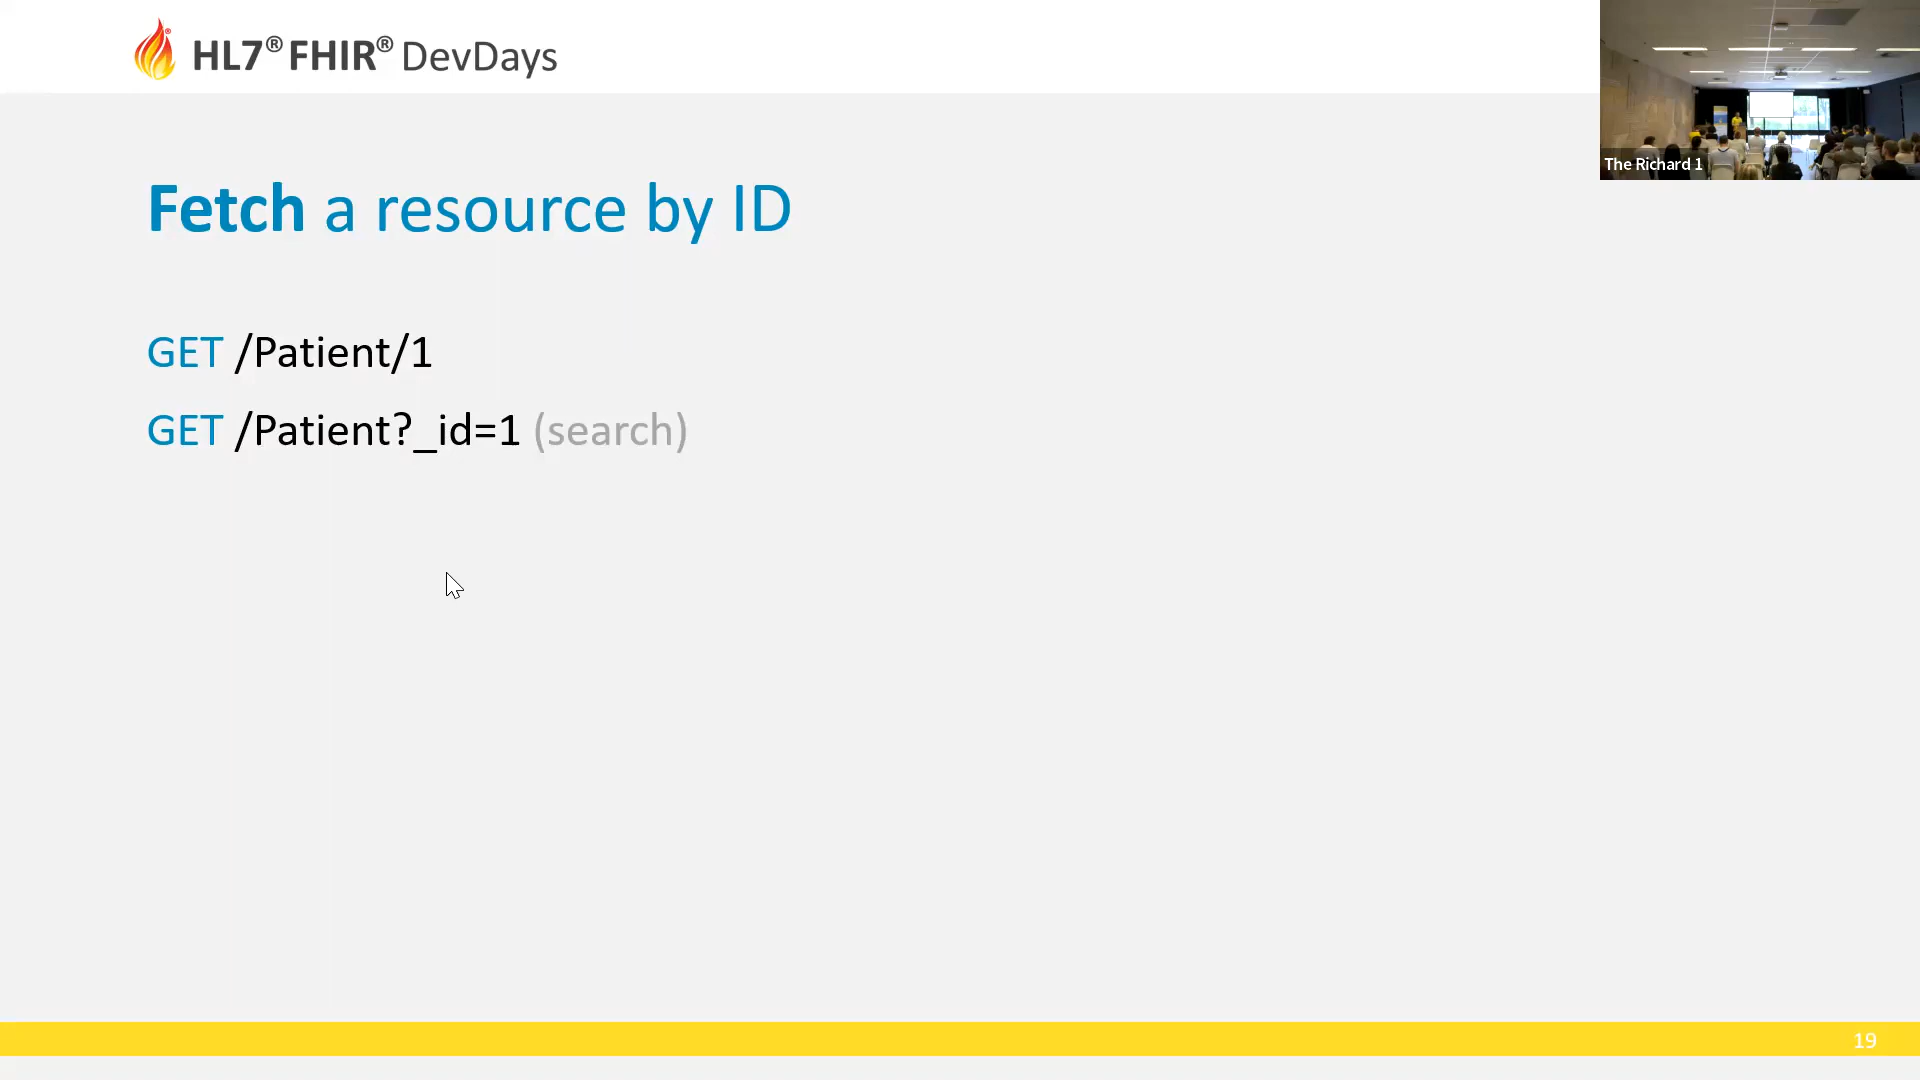 HL7® FHIR® DevDays
The Richard 1
Fetch a resource by ID
GET /Patient/1
GET /Patient?_id=1 (search)
19